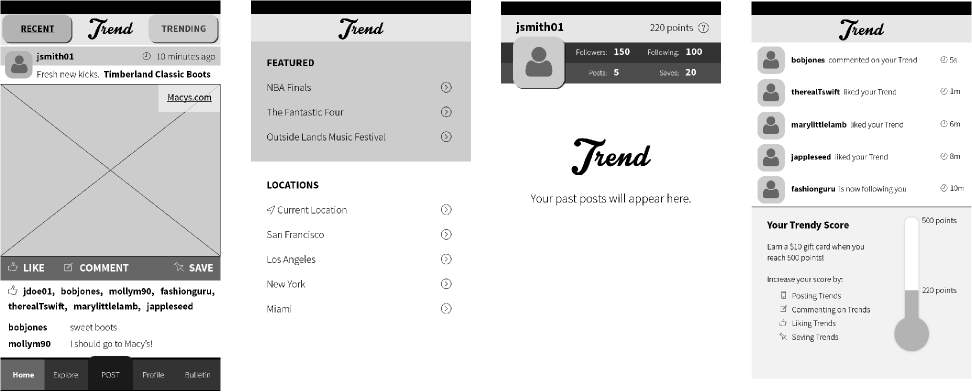 RECENT
Trend
TRENDING
jsmith01
10 minutes ago
Fresh new kicks. Timberland Classic Boots
Macys.com
LIKE
COMMENT
SAVE
jdoe01, bobjones, mollym90, fashionguru,
therealTswift, marylittlelamb, jappleseed
bobjones sweet boots
mollym90 I should go to Macy's!
Home
Explore
POST
Profile
Bulletin
Trend
FEATURED
NBA Finals
The Fantastic Four
Outside Lands Music Festival
LOCATIONS
Current Location
San Francisco
Los Angeles
New York
Miami
jsmith01
220 points ?
Followers: 150
Following: 100
Posts: 5
Saves: 20
Trend
Your past posts will appear here.
Trend
bobjones commented on your Trend
5s
therealTswift liked your Trend
1m
marylittlelamb liked your Trend
6m
jappleseed liked your Trend
8m
fashionguru is now following you
10m
Your Trendy Score
500 points
Earn a $10 gift card when you
reach 500 points!
Increase your score by:
220 points
Posting Trends
Commenting on Trends
Liking Trends
Saving Trends